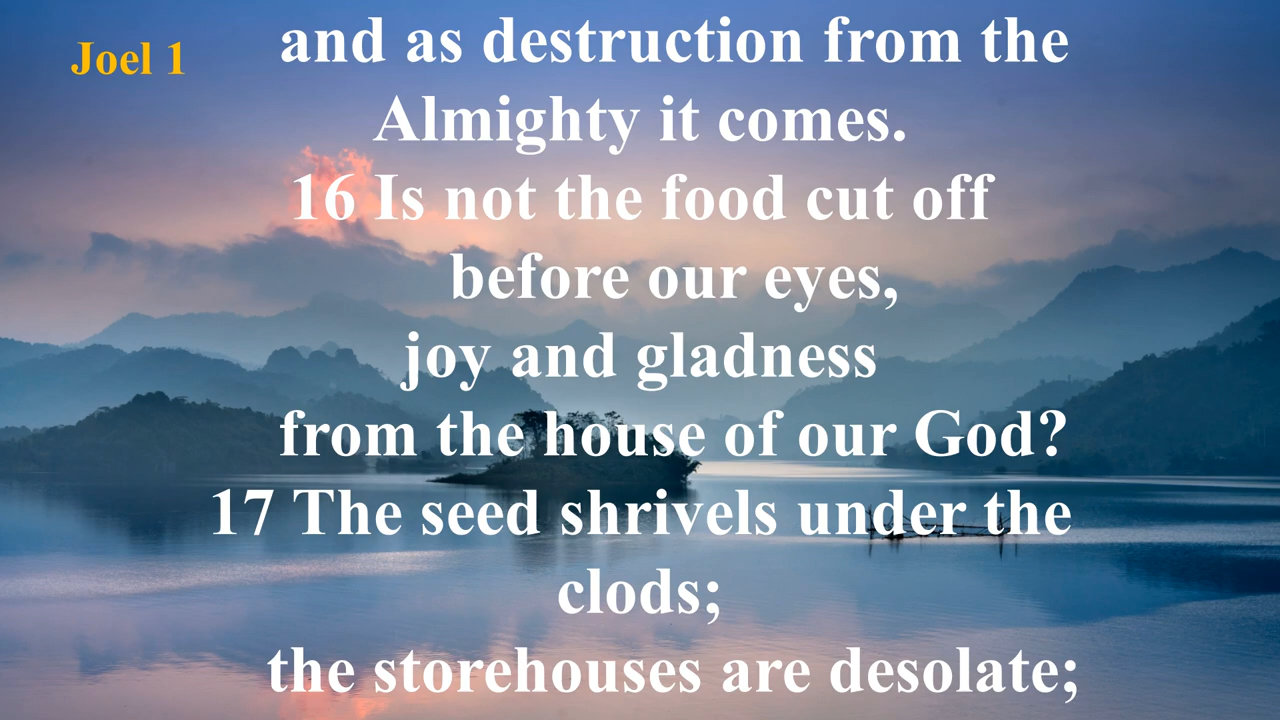 Joel 1
and as destruction from the
Almighty it comes.
16 Is not the food cut off
before our eyes,
joy and gladness
from the house of our God?
17 The seed shrivels under the
clods;
the storehouses are desolate;